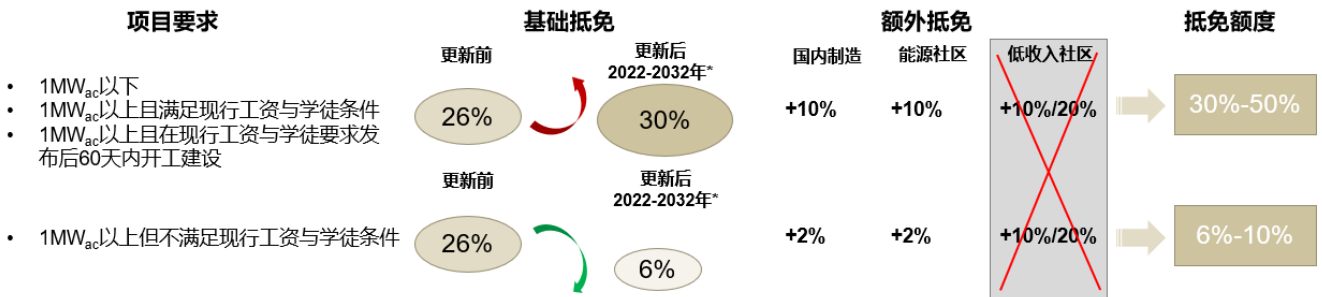 项目要求
基础抵免
额外抵免
抵免额度
更新前
更新后
2022-2032年*
国内制造
能源社区
低收入社区
• 1MWac以下
• 1MWac以上且满足现行工资与学徒条件
• 1MWac以上且在现行工资与学徒要求发
布后60天内开工建设
26%
30%
+10%
+10%
+10%/20%
30%-50%
更新前
更新后
2022-2032年*
• 1MWac以上但不满足现行工资与学徒条件
26%
6%
+2%
+2%
+10%/20%
6%-10%